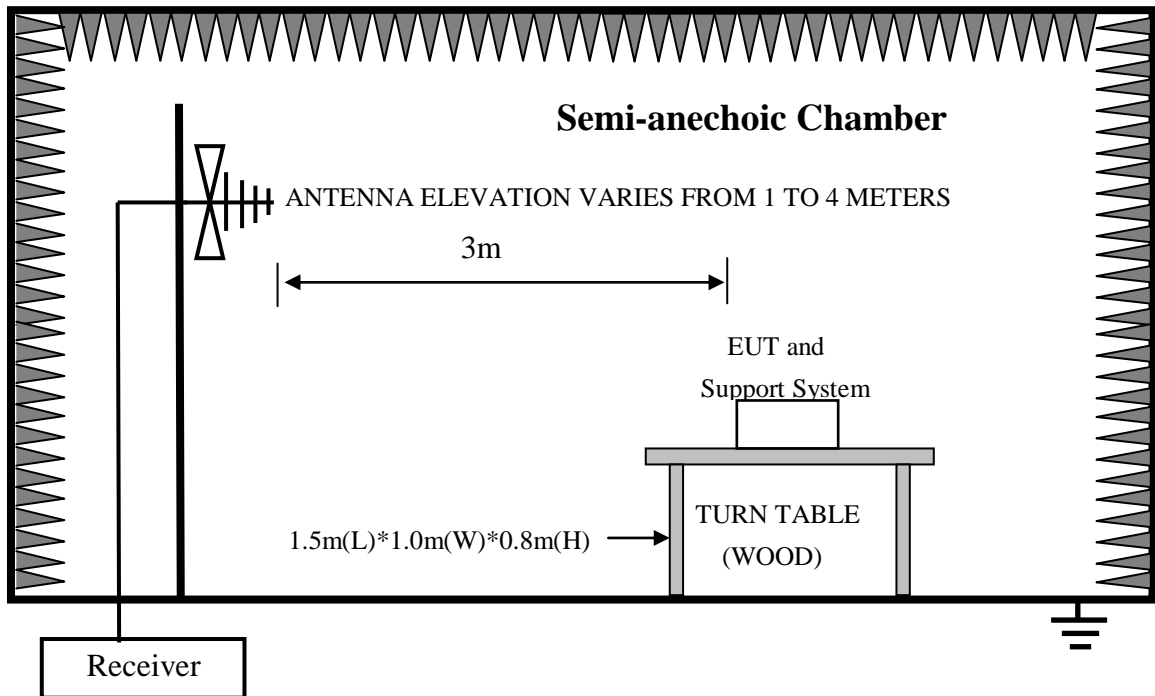 Semi-anechoic Chamber
ANTENNA ELEVATION VARIES FROM 1 TO 4 METERS
3m
EUT and
Support System
TURN TABLE
(WOOD)
1.5m(L)*1.0m(W)*0.8m(H)
Receiver